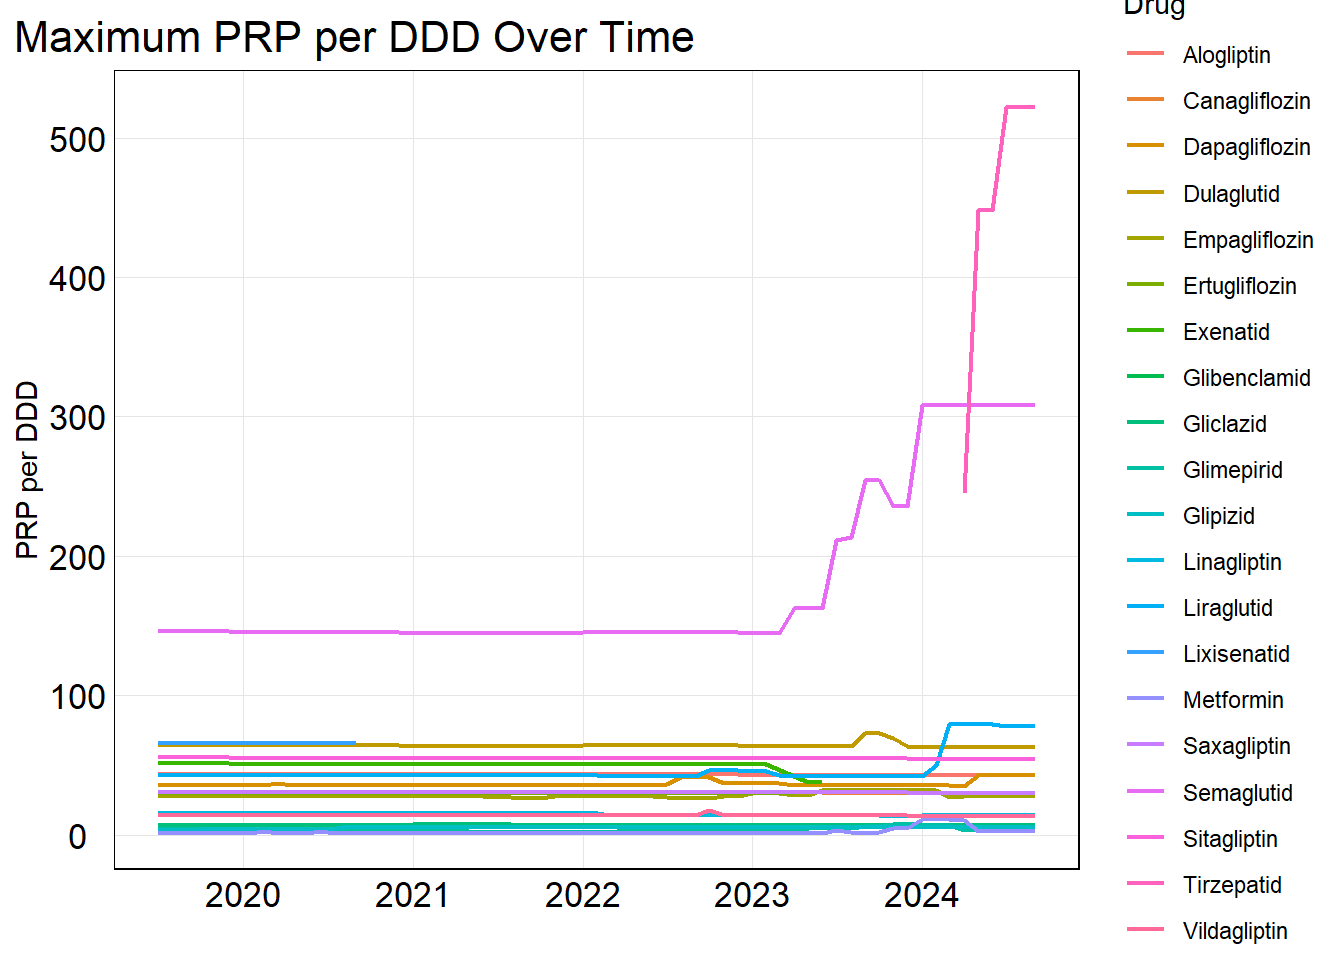 Maximum PRP per DDD Over Time
PRP per DDD
500
400
300
200
100
0
2020 2021 2022 2023 2024
Drug
Alogliptin
Canagliflozin
Dapagliflozin
Dulaglutid
Empagliflozin
Ertugliflozin
Exenatid
Glibenclamid
Gliclazid
Glimepirid
Glipizid
Linagliptin
Liraglutid
Lixisenatid
Metformin
Saxagliptin
Semaglutid
Sitagliptin
Tirzepatid
Vildagliptin